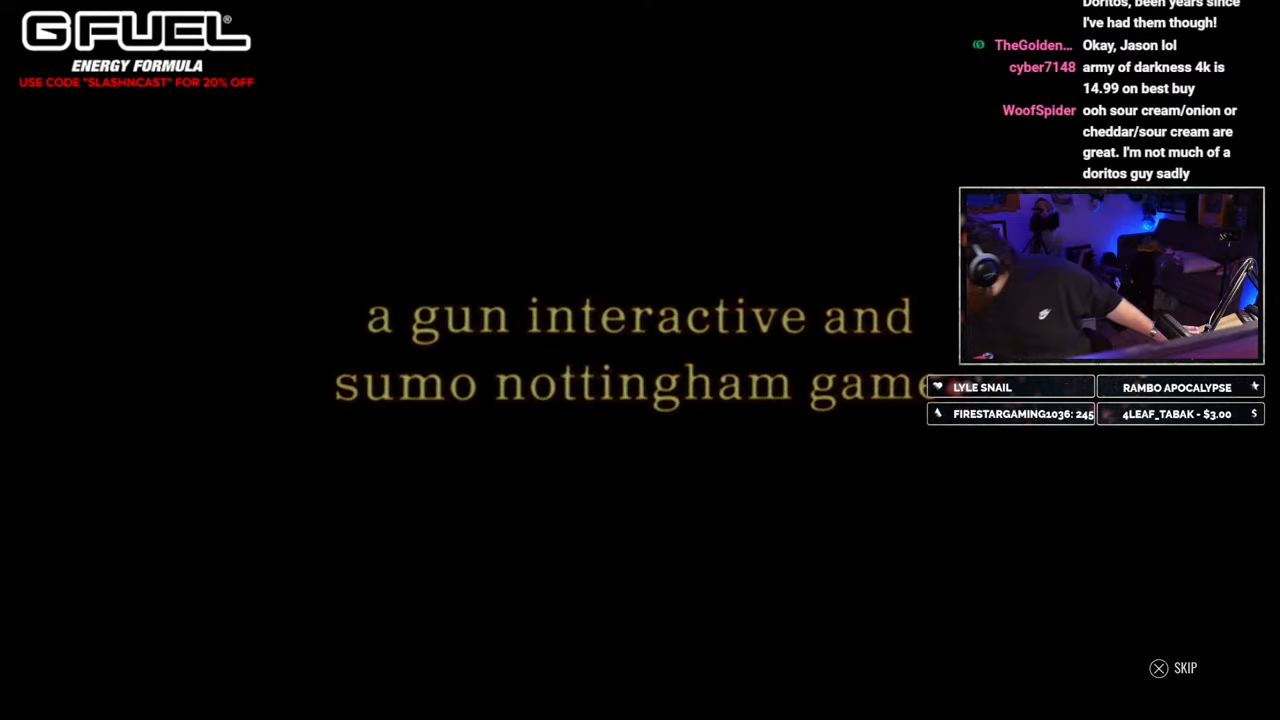 GFUEL®
ENERGY FORMULA
USE CODE "SLASHNCAST" FOR 20% OFF
Doritos, been years since
I've had them though!
TheGolden... Okay, Jason lol
cyber7148 army of darkness 4k is
14.99 on best buy
WoofSpider ooh sour cream/onion or
cheddar/sour cream are
great. I'm not much of a
doritos guy sadly
a gun interactive and
sumo nottingham game
LYLE SNAIL
RAMBO APOCALYPSE
FIRESTARGAMING1036: 245
4LEAF_TABAK - $3.00 $
SKIP